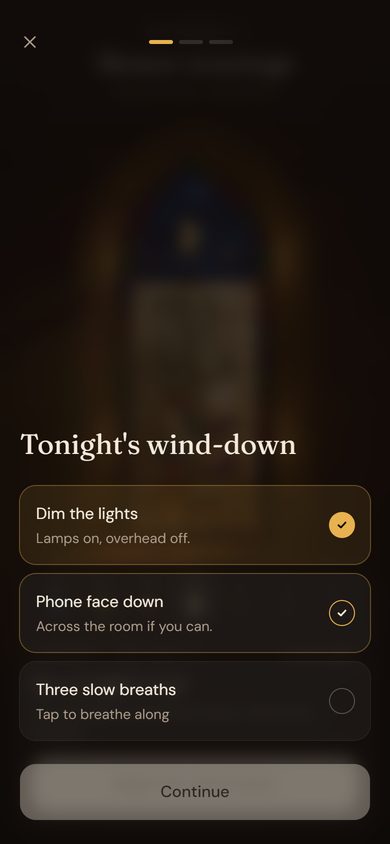 Tonight's wind-down
Dim the lights
Lamps on, overhead off.
Phone face down
Across the room if you can.
Three slow breaths
Tap to breathe along
Continue